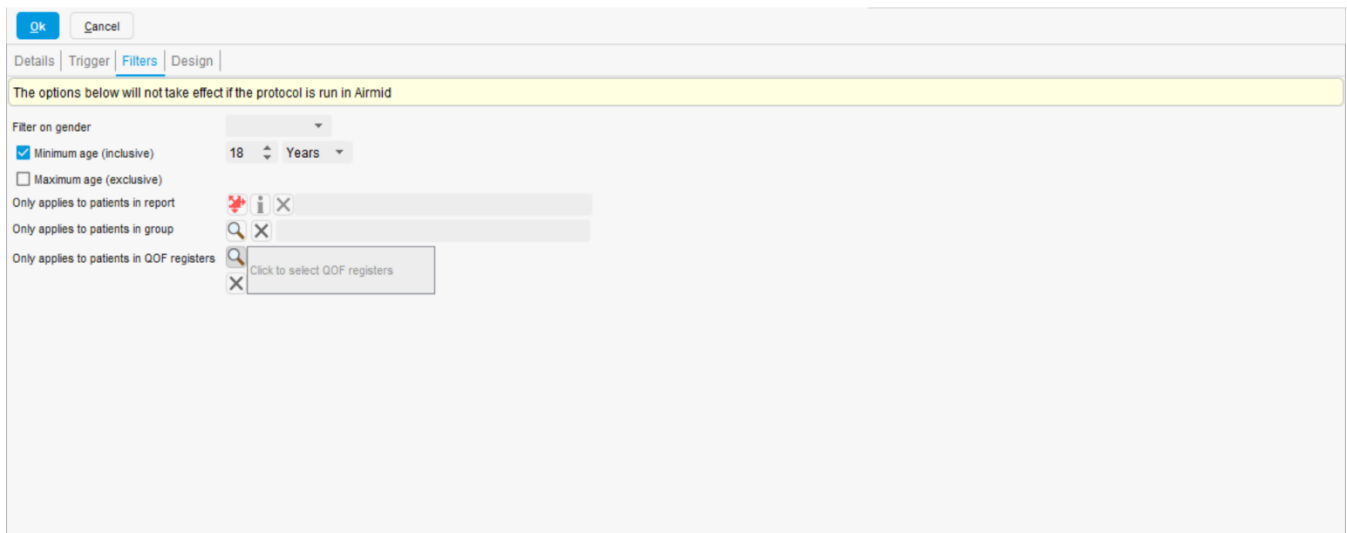 Ok Cancel
Details Trigger Filters Design
The options below will not take effect if the protocol is run in Airmid
Filter on gender
Minimum age (inclusive) 18 Years
Maximum age (exclusive)
Only applies to patients in report
Only applies to patients in group
Only applies to patients in QOF registers
Click to select QOF registers